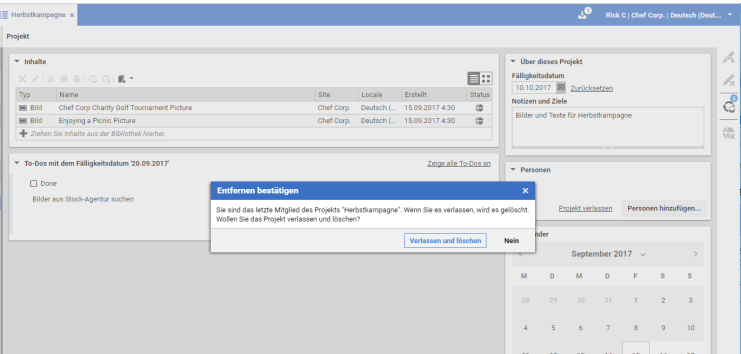 Herbstkampagne x
1
Rick C | Chef Corp. | Deutsch (Deut...
Projekt
Inhalte
Typ Name Site Locale Erstellt Status
Bild Chef Corp Charity Golf Tournament Picture Chef Corp. Deutsch (... 15.09.2017 4:30
Bild Enjoying a Picnic Picture Chef Corp. Deutsch (... 15.09.2017 4:30
Ziehen Sie Inhalte aus der Bibliothek hierher.
To-Dos mit dem Fälligkeitsdatum '20.09.2017' Zeige alle To-Dos an
Done
Bilder aus Stock-Agentur suchen
Über dieses Projekt
Fälligkeitsdatum
10.10.2017 Zurücksetzen
Notizen und Ziele
Bilder und Texte für Herbstkampagne
Personen
Projekt verlassen Personen hinzufügen...
Entfernen bestätigen
Sie sind das letzte Mitglied des Projekts "Herbstkampagne". Wenn Sie es verlassen, wird es gelöscht.
Wollen Sie das Projekt verlassen und löschen?
Verlassen und löschen Nein
nder
September 2017
M D M D F S S
28 29 30 31 1 2 3
4 5 6 7 8 9 10